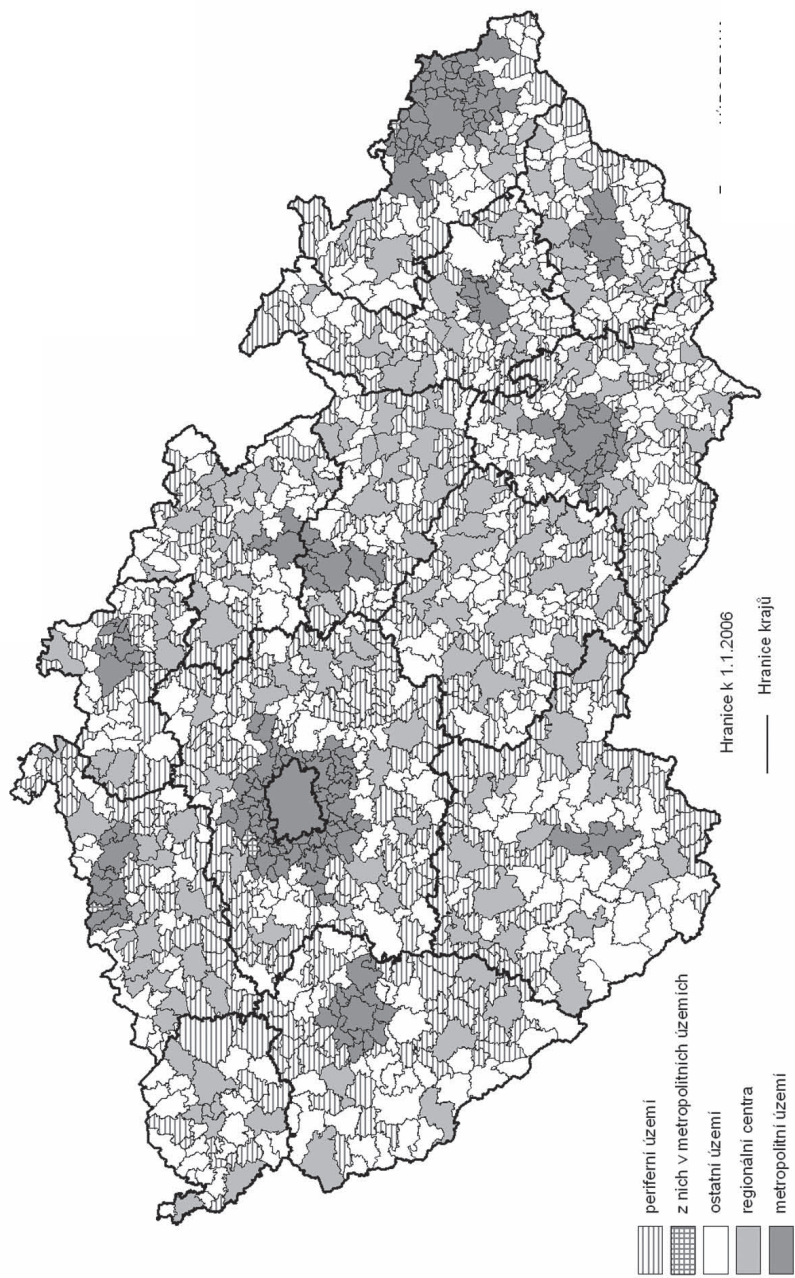 Hranice k 1.1.2006
Hranice krajů
periferní území
z nich v metropolitních územích
ostatní území
regionální centra
metropolitní území